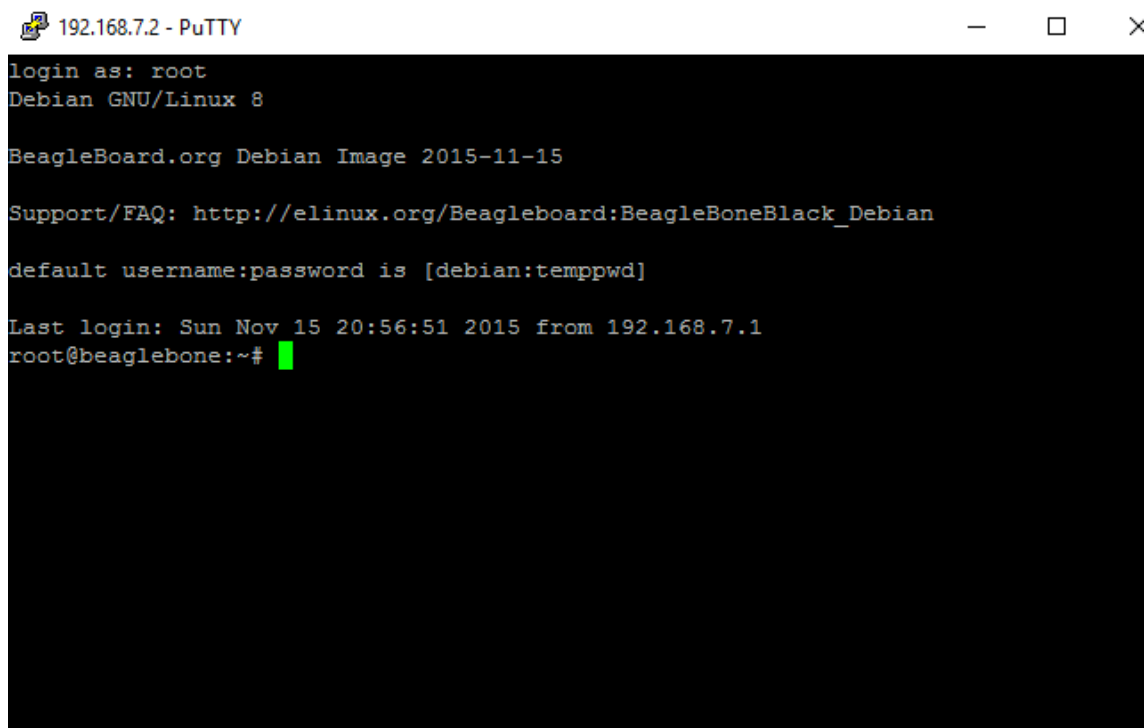 192.168.7.2 - PuTTY
login as: root
Debian GNU/Linux 8
BeagleBoard.org Debian Image 2015-11-15
Support/FAQ: http://elinux.org/Beagleboard:BeagleBoneBlack_Debian
default username:password is [debian:temppwd]
Last login: Sun Nov 15 20:56:51 2015 from 192.168.7.1
root@beaglebone:~#